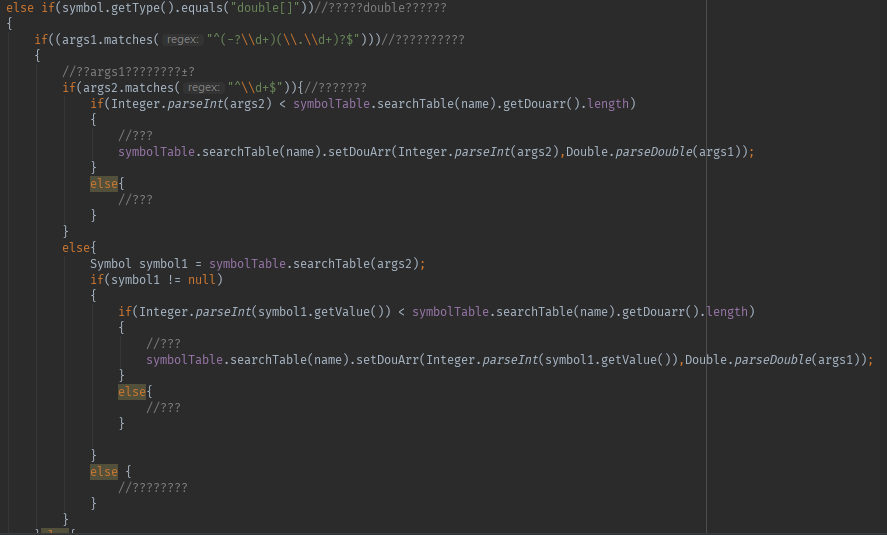 else if(symbol.getType().equals("double[]"))//?????double??????
{
if((args1.matches( regex: "^(-?\\d+)(\\.\\d+)?$")))//??????????
{
//??args1????????±?
if(args2.matches( regex: "^\\d+$")){//???????
if(Integer.parseInt(args2) < symbolTable.searchTable(name).getDouarr().length)
{
//???
symbolTable.searchTable(name).setDouArr(Integer.parseInt(args2),Double.parseDouble(args1));
}
else{
//???
}
}
else{
Symbol symbol1 = symbolTable.searchTable(args2);
if(symbol1 != null)
{
if(Integer.parseInt(symbol1.getValue()) < symbolTable.searchTable(name).getDouarr().length)
{
//???
symbolTable.searchTable(name).setDouArr(Integer.parseInt(symbol1.getValue()),Double.parseDouble(args1));
}
else{
//???
}
}
else {
//????????
}
}